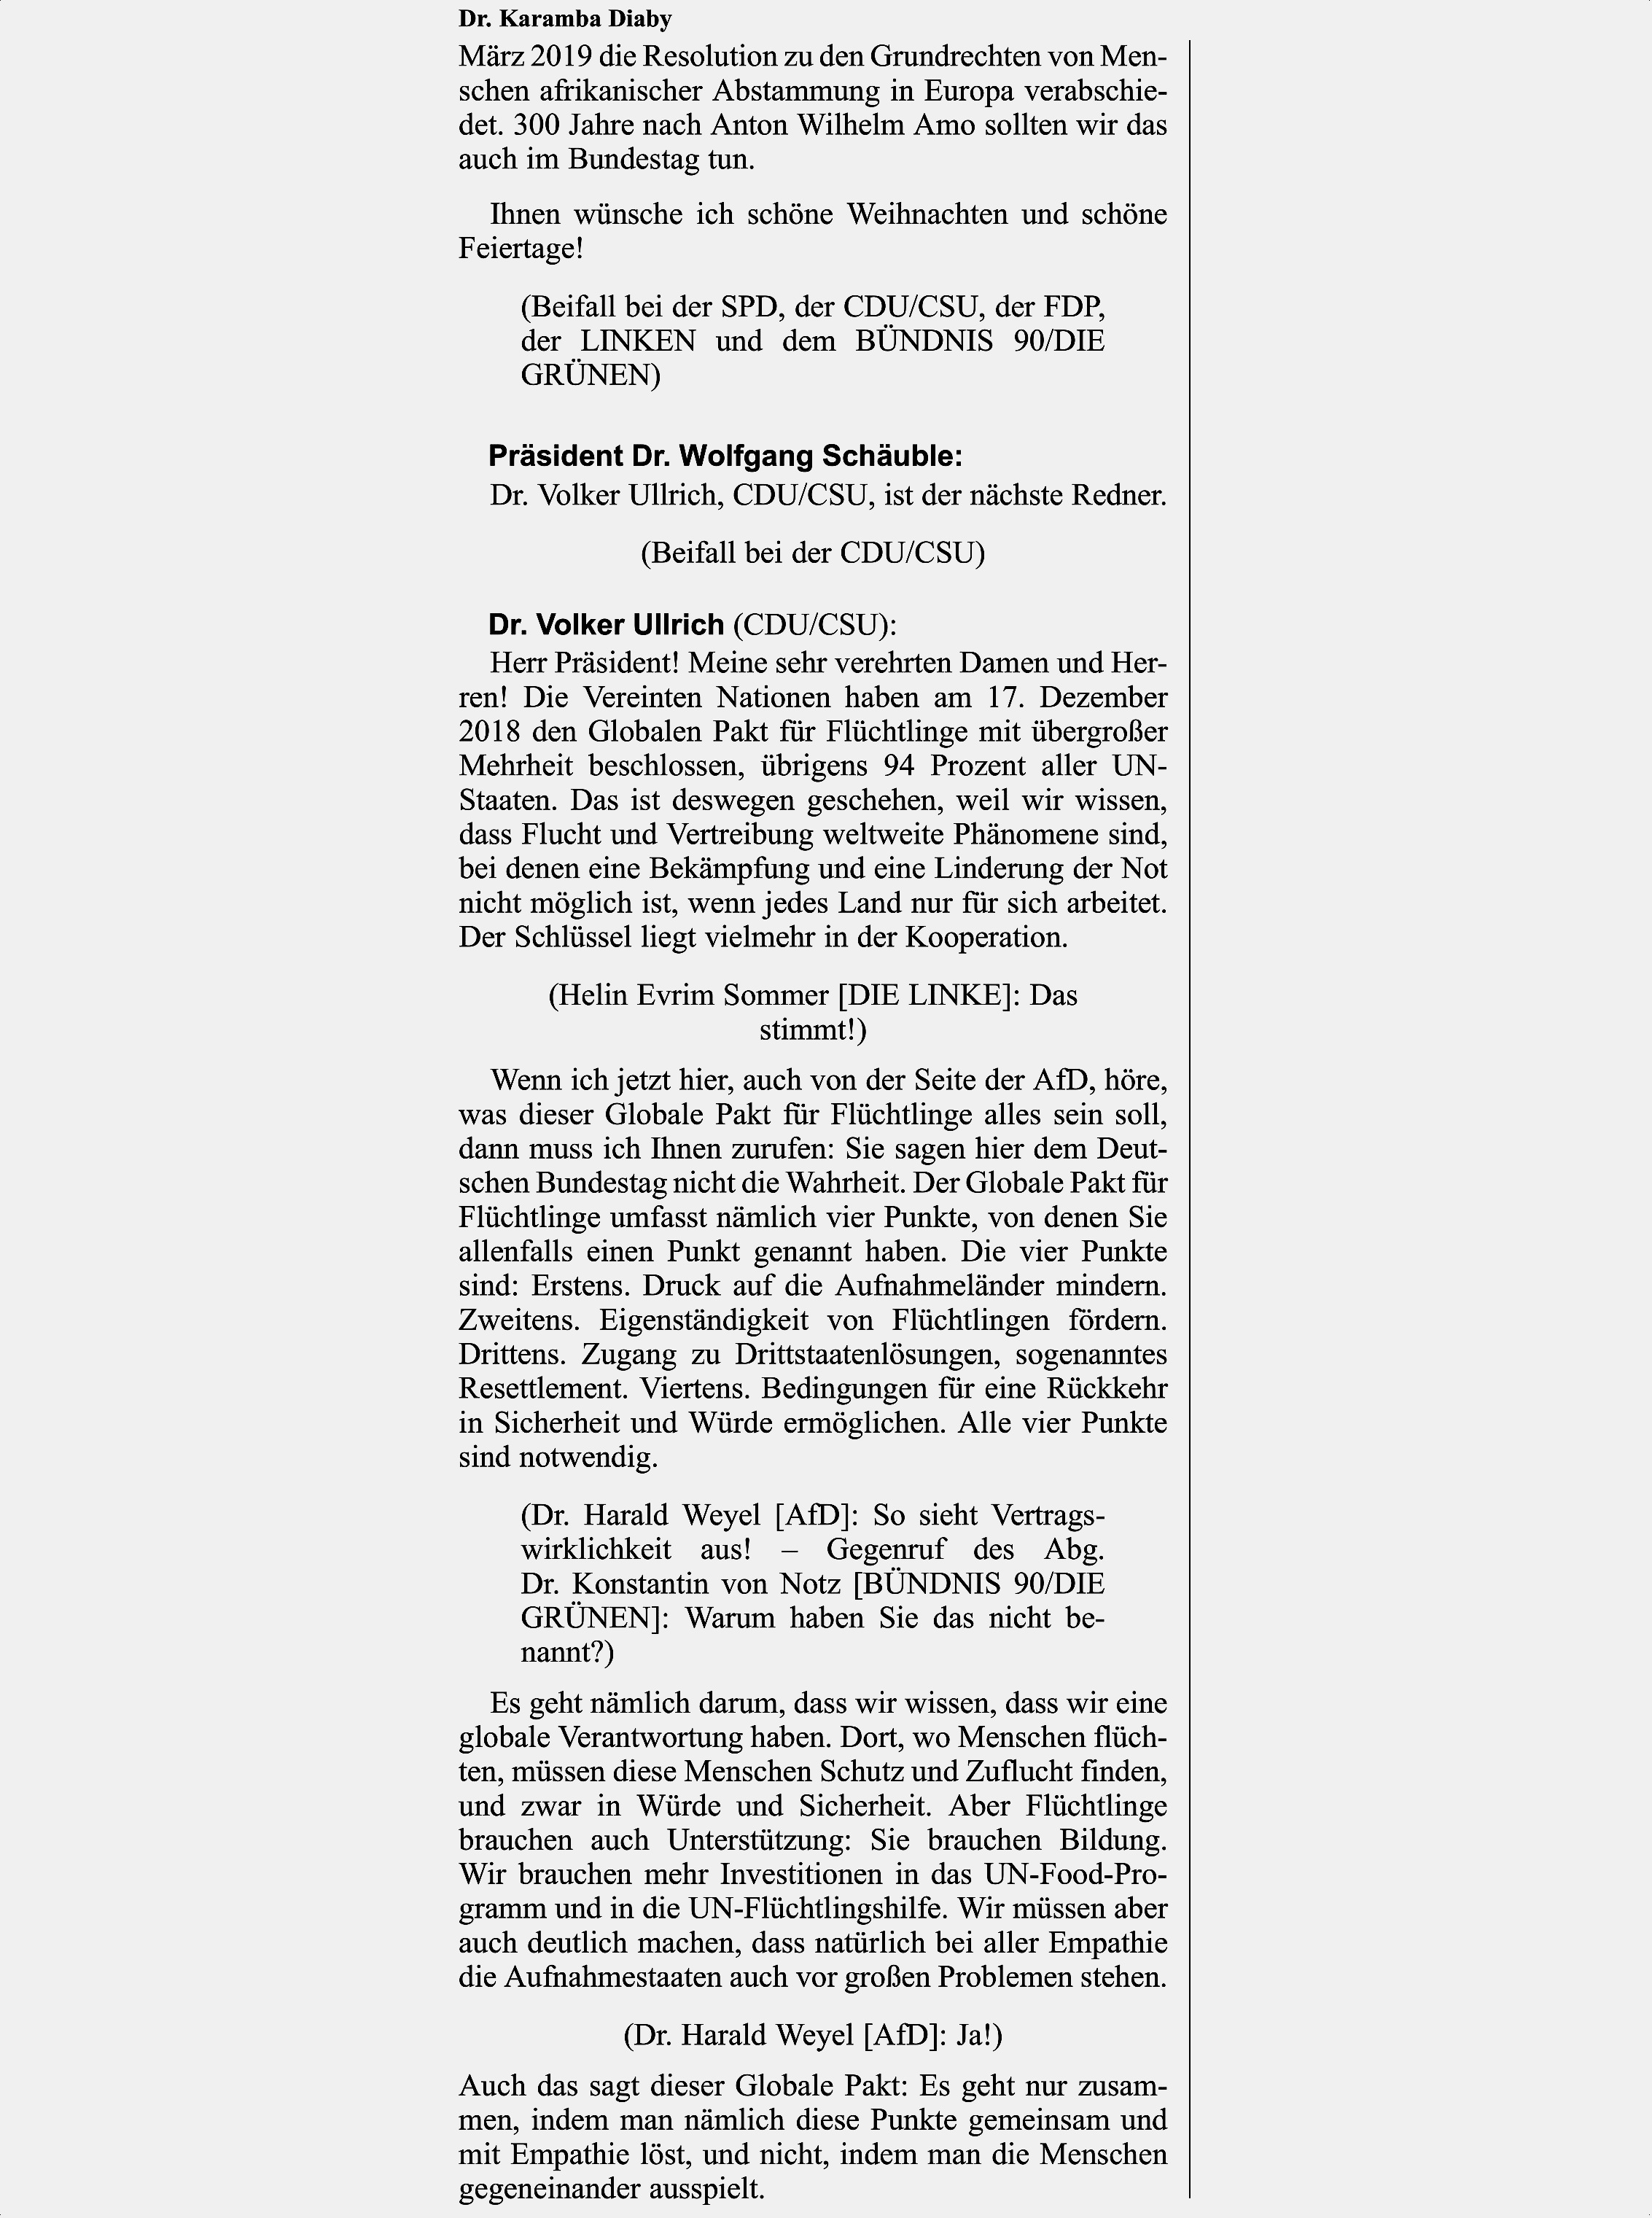 Dr. Karamba Diaby
März 2019 die Resolution zu den Grundrechten von Men-
schen afrikanischer Abstammung in Europa verabschie-
det. 300 Jahre nach Anton Wilhelm Amo sollten wir das
auch im Bundestag tun.
Ihnen wünsche ich schöne Weihnachten und schöne
Feiertage!
(Beifall bei der SPD, der CDU/CSU, der FDP,
der LINKEN und dem BÜNDNIS 90/DIE
GRÜNEN)
Präsident Dr. Wolfgang Schäuble:
Dr. Volker Ullrich, CDU/CSU, ist der nächste Redner.
(Beifall bei der CDU/CSU)
Dr. Volker Ullrich (CDU/CSU):
Herr Präsident! Meine sehr verehrten Damen und Her-
ren! Die Vereinten Nationen haben am 17. Dezember
2018 den Globalen Pakt für Flüchtlinge mit übergroßer
Mehrheit beschlossen, übrigens 94 Prozent aller UN-
Staaten. Das ist deswegen geschehen, weil wir wissen,
dass Flucht und Vertreibung weltweite Phänomene sind,
bei denen eine Bekämpfung und eine Linderung der Not
nicht möglich ist, wenn jedes Land nur für sich arbeitet.
Der Schlüssel liegt vielmehr in der Kooperation.
(Helin Evrim Sommer [DIE LINKE]: Das
stimmt!)
Wenn ich jetzt hier, auch von der Seite der AfD, höre,
was dieser Globale Pakt für Flüchtlinge alles sein soll,
dann muss ich Ihnen zurufen: Sie sagen hier dem Deut-
schen Bundestag nicht die Wahrheit. Der Globale Pakt für
Flüchtlinge umfasst nämlich vier Punkte, von denen Sie
allenfalls einen Punkt genannt haben. Die vier Punkte
sind: Erstens. Druck auf die Aufnahmeländer mindern.
Zweitens. Eigenständigkeit von Flüchtlingen fördern.
Drittens. Zugang zu Drittstaatenlösungen, sogenanntes
Resettlement. Viertens. Bedingungen für eine Rückkehr
in Sicherheit und Würde ermöglichen. Alle vier Punkte
sind notwendig.
(Dr. Harald Weyel [AfD]: So sieht Vertrags-
wirklichkeit aus! – Gegenruf des Abg.
Dr. Konstantin von Notz [BÜNDNIS 90/DIE
GRÜNEN]: Warum haben Sie das nicht be-
nannt?)
Es geht nämlich darum, dass wir wissen, dass wir eine
globale Verantwortung haben. Dort, wo Menschen flüch-
ten, müssen diese Menschen Schutz und Zuflucht finden,
und zwar in Würde und Sicherheit. Aber Flüchtlinge
brauchen auch Unterstützung: Sie brauchen Bildung.
Wir brauchen mehr Investitionen in das UN-Food-Pro-
gramm und in die UN-Flüchtlingshilfe. Wir müssen aber
auch deutlich machen, dass natürlich bei aller Empathie
die Aufnahmestaaten auch vor großen Problemen stehen.
(Dr. Harald Weyel [AfD]: Ja!)
Auch das sagt dieser Globale Pakt: Es geht nur zusam-
men, indem man nämlich diese Punkte gemeinsam und
mit Empathie löst, und nicht, indem man die Menschen
gegeneinander ausspielt.